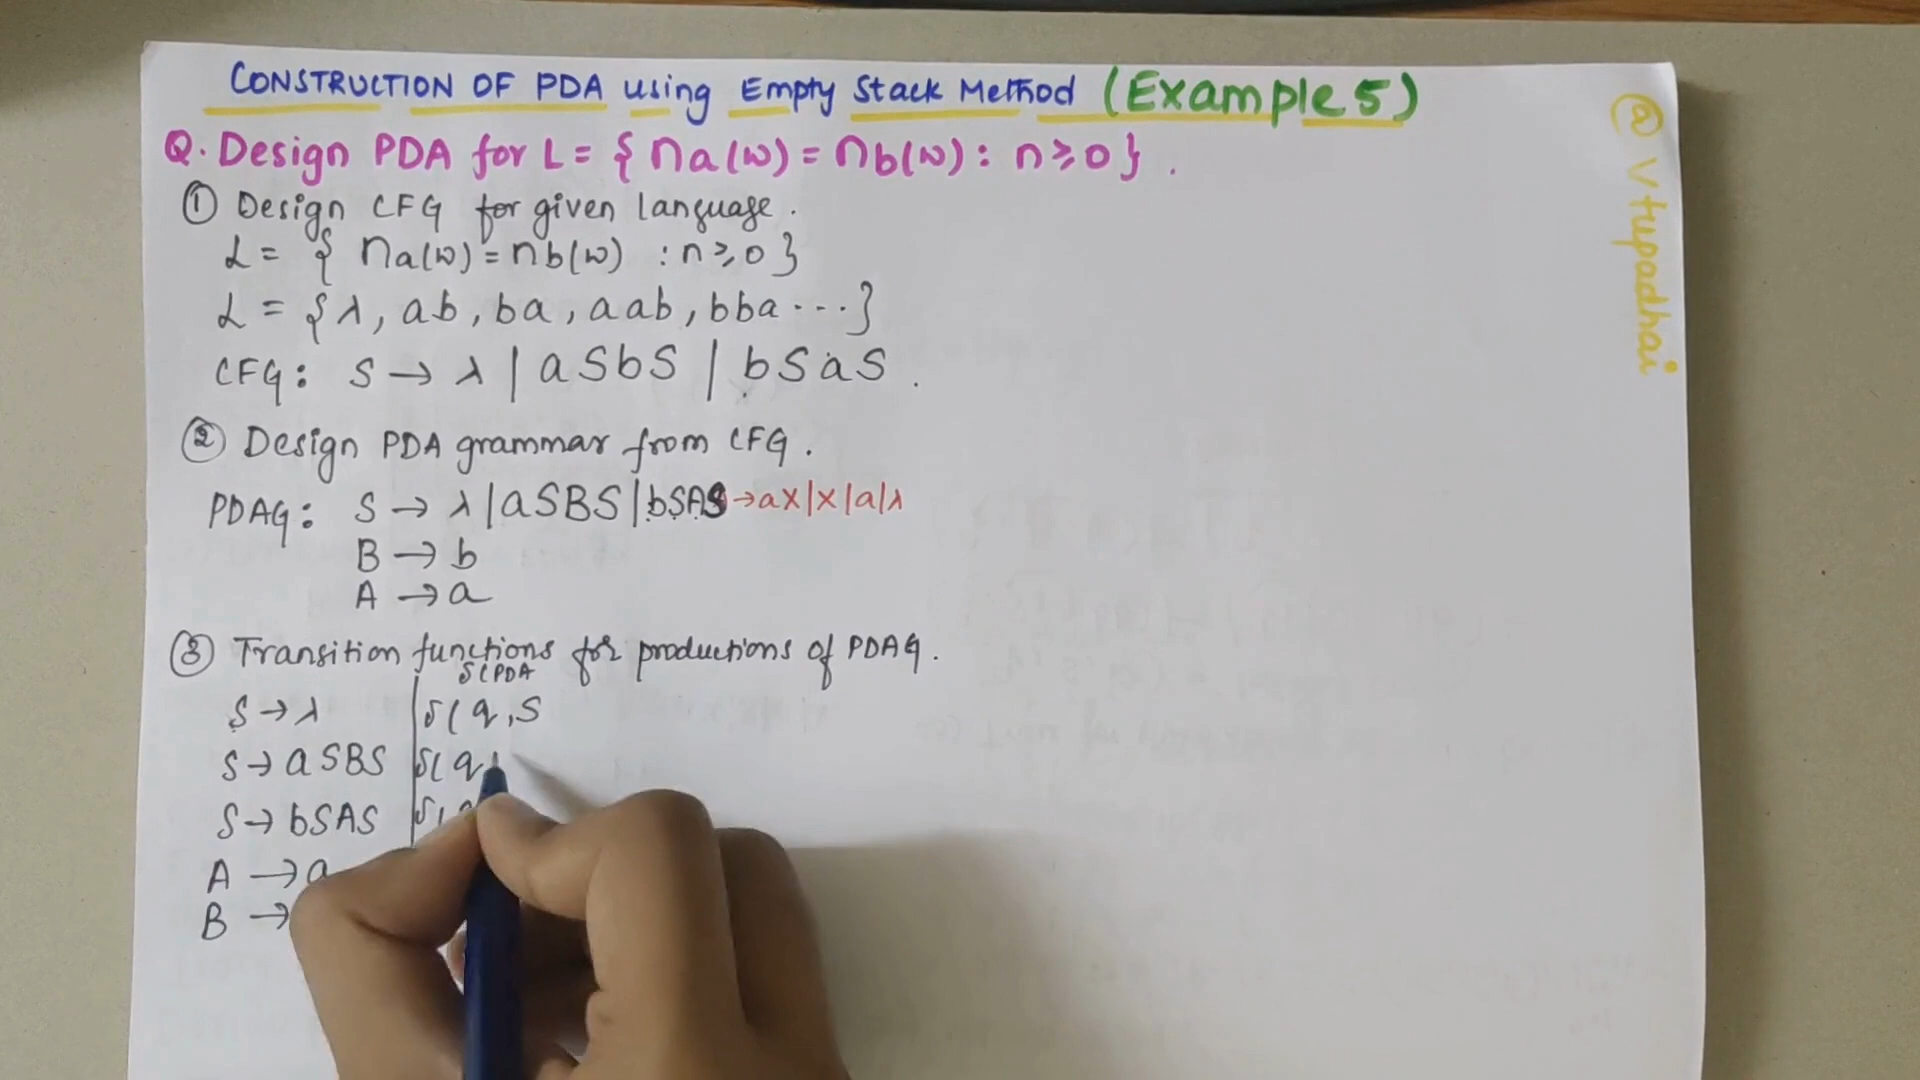 CONSTRUCTION OF PDA using Empty Stack Method (Example 5)
Q. Design PDA for L = { na(w) = nb(w) : n ≥ 0 } .
① Design CFG for given language .
L = { na(w) = nb(w) : n ≥ 0 }
L = { λ, ab, ba, aab, bba ... }
CFG : S → λ | aSbS | bSaS .
② Design PDA grammar from CFG .
PDAG : S → λ | aSBS | bSAS → aX|X|a|λ
B → b
A → a
③ Transition functions for productions of PDAG .
δ(PDA
S → λ δ( q, S
S → aSBS δ( q,
S → bSAS δ(
A → a
B →
@ vtupadhai